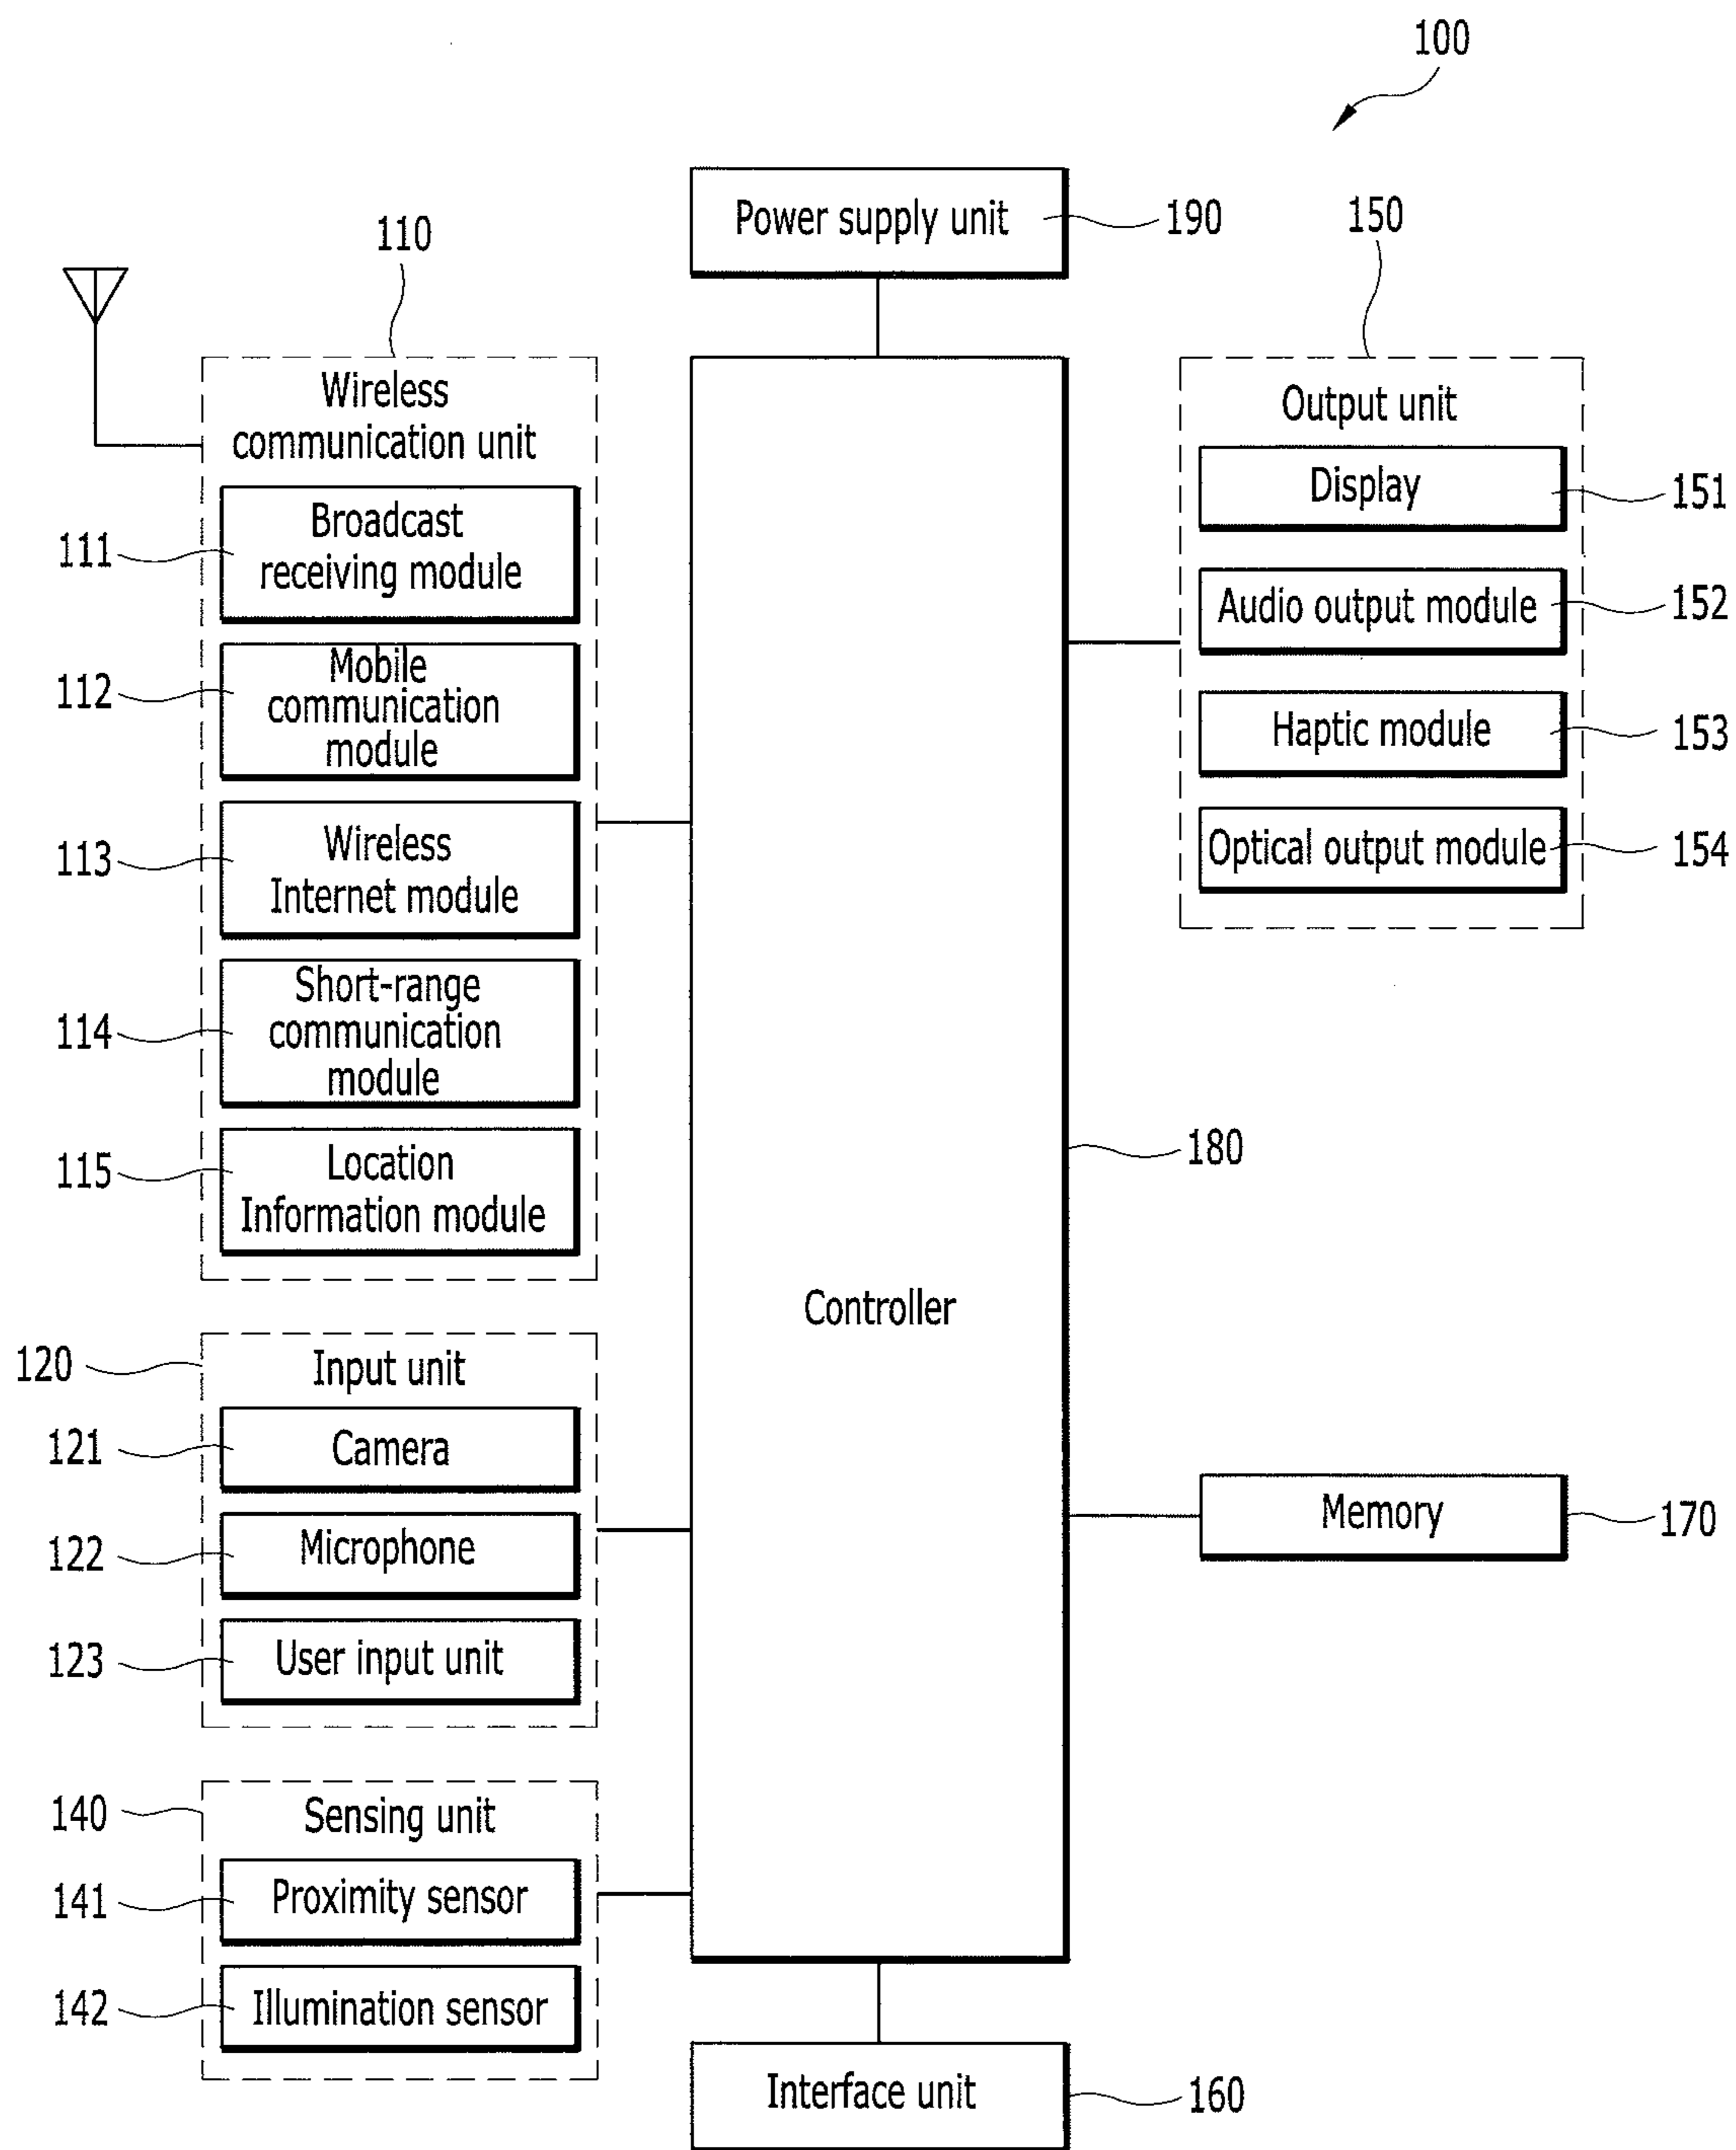 100
Power supply unit
190
110
Wireless
communication unit
Broadcast
receiving module
111
Mobile
communication
module
112
Wireless
Internet module
113
Short-range
communication
module
114
Location
Information module
115
120
Input unit
Camera
121
Microphone
122
User input unit
123
140
Sensing unit
Proximity sensor
141
Illumination sensor
142
Controller
180
150
Output unit
Display
151
Audio output module
152
Haptic module
153
Optical output module
154
Memory
170
Interface unit
160